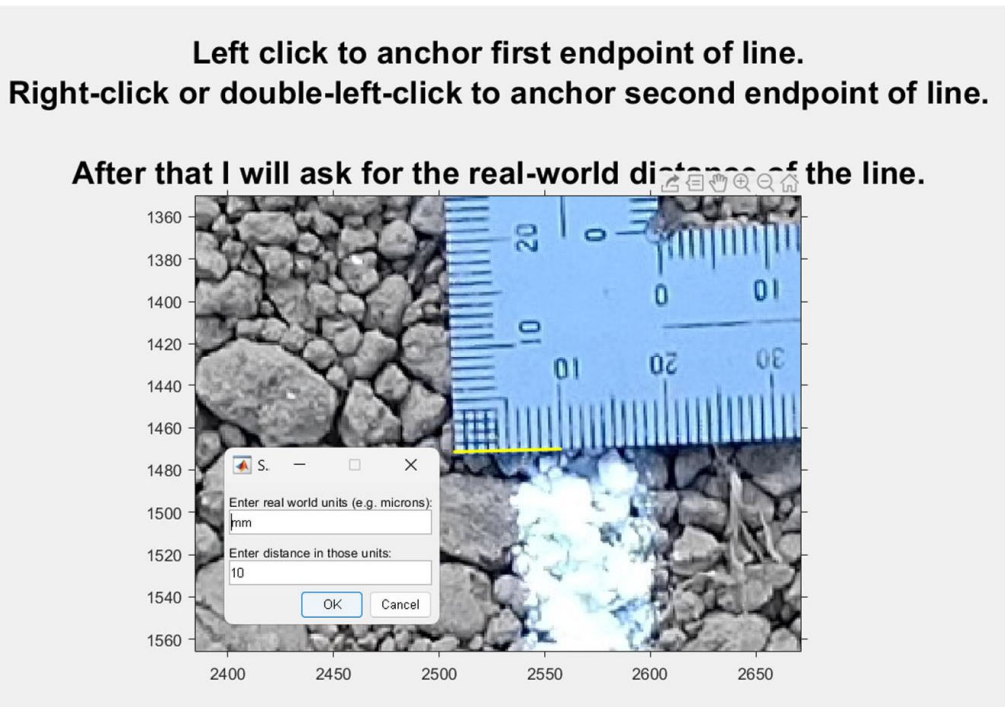 Left click to anchor first endpoint of line.
Right-click or double-left-click to anchor second endpoint of line.
After that I will ask for the real-world distance of the line.
1360
1380
1400
1420
1440
1460
1480
1500
1520
1540
1560
20
0
0
10
10
10
20
30
S.
Enter real world units (e.g. microns):
mm
Enter distance in those units:
10
OK
Cancel
2400
2450
2500
2550
2600
2650